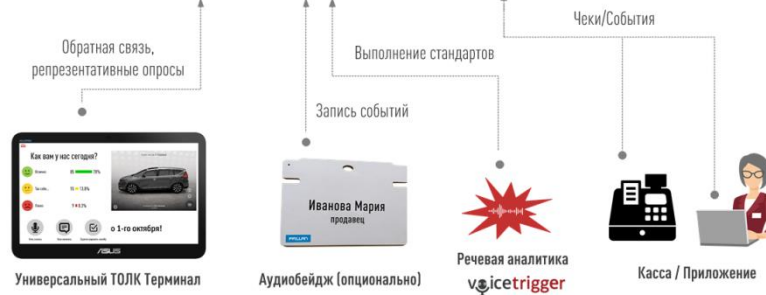 Чеки/События
Обратная связь,
репрезентативные опросы
Выполнение стандартов
Запись событий
Как вам у нас сегодня?
о 1-го октября!
ASUS
Иванова Мария
продавец
Универсальный ТОЛК Терминал
Аудиобейдж (опционально)
Речевая аналитика
voicetrigger
Касса / Приложение